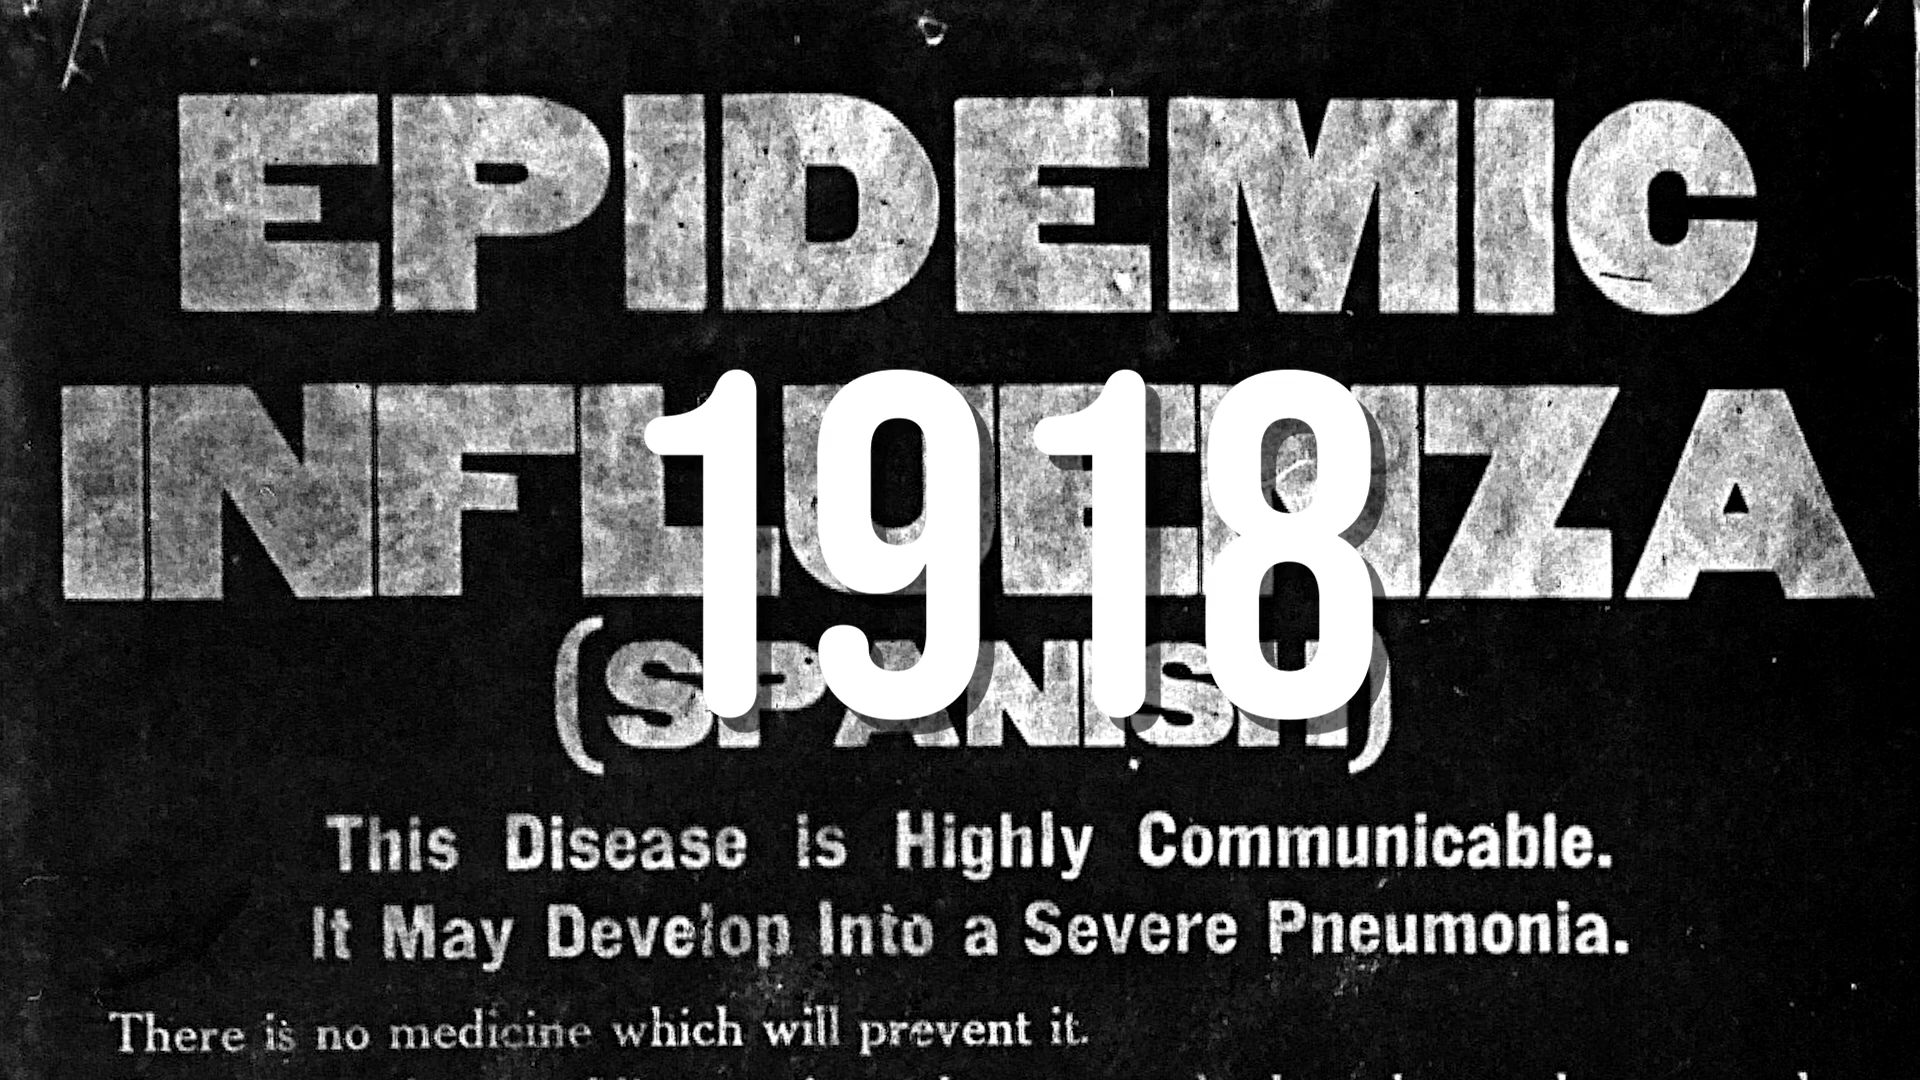 EPIDEMIC
INFLUENZA
1918
(SPANISH)
This Disease is Highly Communicable.
It May Develop Into a Severe Pneumonia.
There is no medicine which will prevent it.